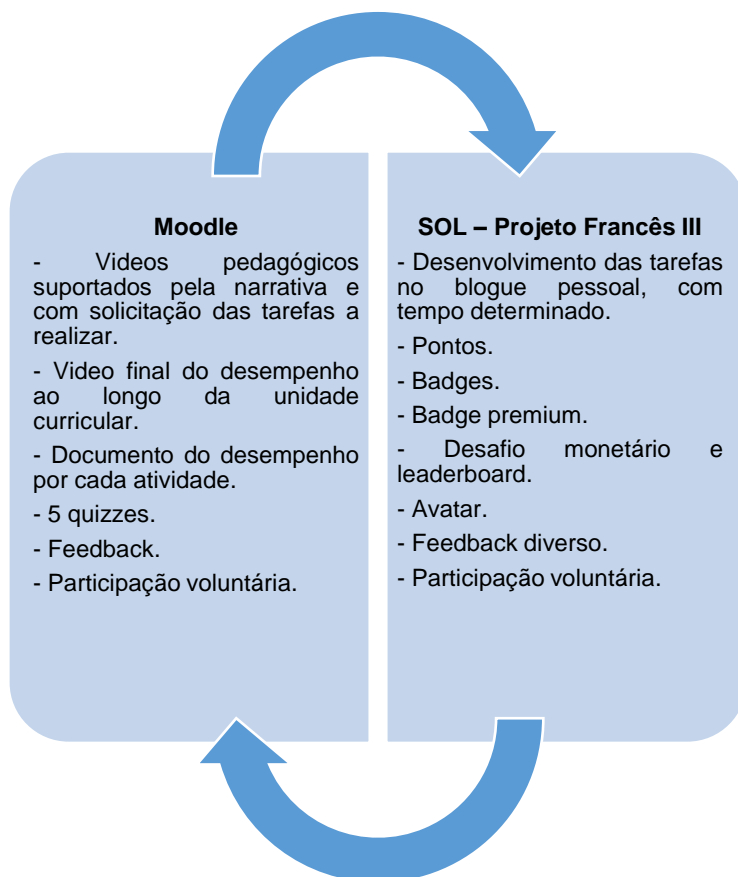 Moodle
- Videos pedagógicos
suportados pela narrativa e
com solicitação das tarefas a
realizar.
- Video final do desempenho
ao longo da unidade
curricular.
- Documento do desempenho
por cada atividade.
- 5 quizzes.
- Feedback.
- Participação voluntária.
SOL – Projeto Francês III
- Desenvolvimento das tarefas
no blogue pessoal, com
tempo determinado.
- Pontos.
- Badges.
- Badge premium.
- Desafio monetário e
leaderboard.
- Avatar.
- Feedback diverso.
- Participação voluntária.